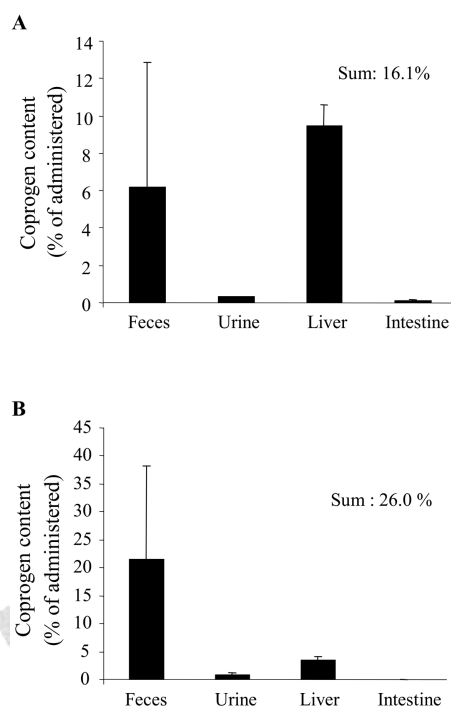 A
14
12
10
8
6
4
2
0
Coprogen content
(% of administered)
Sum: 16.1%
Feces Urine Liver Intestine
B
45
40
35
30
25
20
15
10
5
0
Coprogen content
(% of administered)
Sum : 26.0 %
Feces Urine Liver Intestine